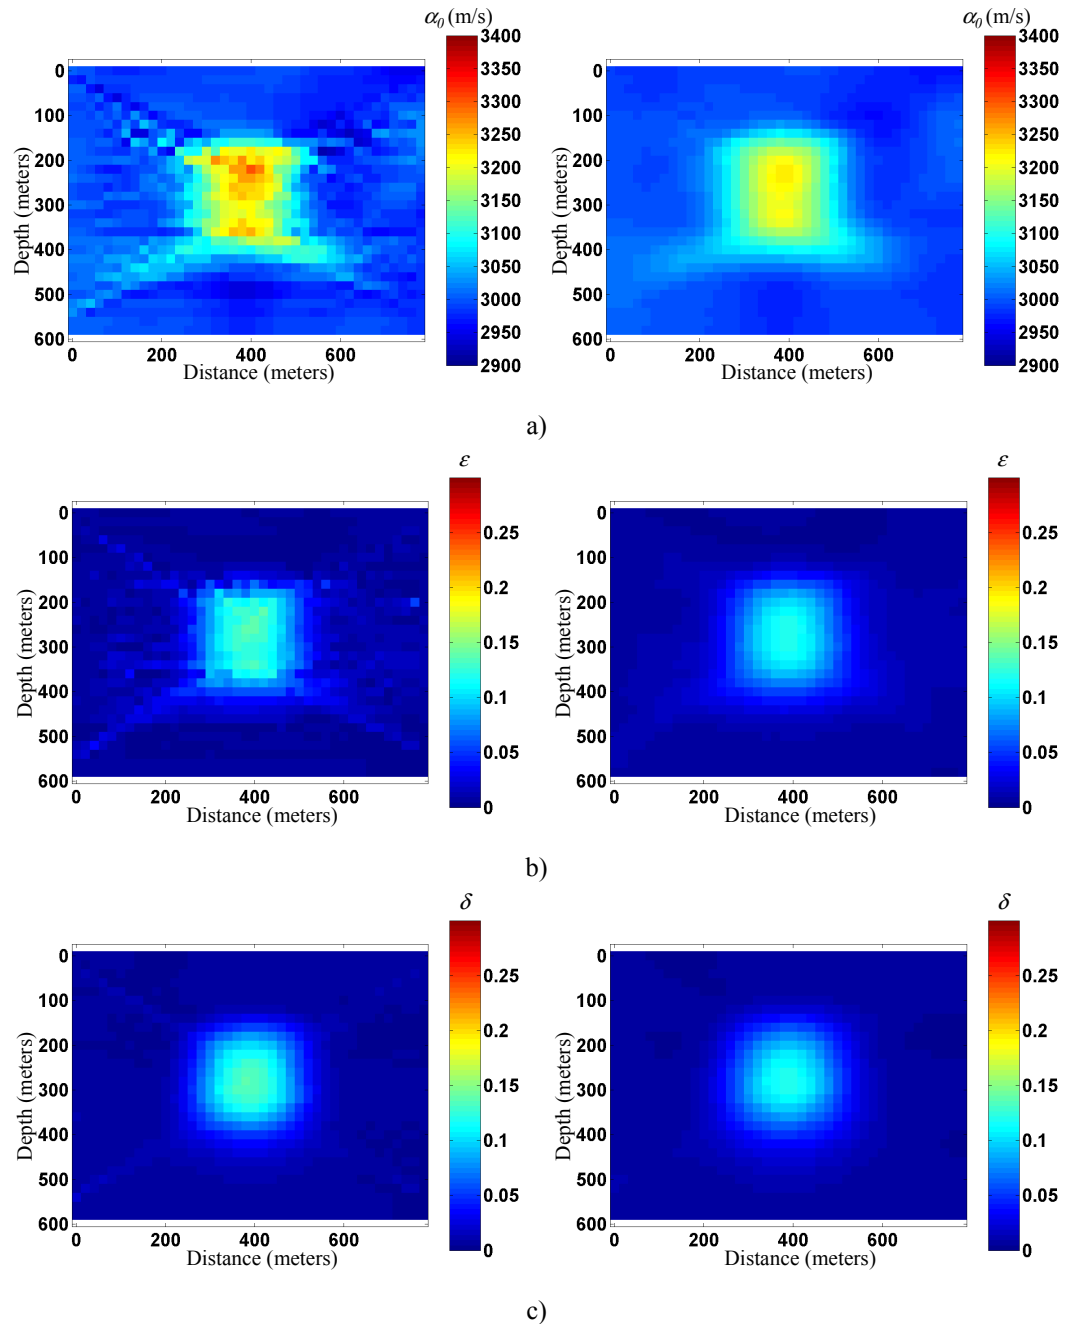 α0 (m/s) α0 (m/s)
3400 3400
0 0
3350 3350
100 3300 100 3300
3250 3250
200 200
3200 3200
300 3150 300 3150
3100 3100
400 400
3050 3050
500 3000 500 3000
2950 2950
600 600
2900 2900
0 200 400 600 0 200 400 600
Depth (meters) Depth (meters)
Distance (meters) Distance (meters)
a)
ε ε
0 0
0.25 0.25
100 100
0.2 0.2
200 200
300 0.15 300 0.15
400 0.1 400 0.1
500 0.05 500 0.05
600 0 600 0
0 200 400 600 0 200 400 600
Depth (meters) Depth (meters)
Distance (meters) Distance (meters)
b)
δ δ
0 0
0.25 0.25
100 100
0.2 0.2
200 200
300 0.15 300 0.15
400 0.1 400 0.1
500 0.05 500 0.05
600 0 600 0
0 200 400 600 0 200 400 600
Depth (meters) Depth (meters)
Distance (meters) Distance (meters)
c)